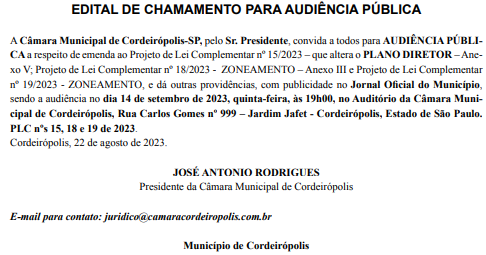 EDITAL DE CHAMAMENTO PARA AUDIÊNCIA PÚBLICA
A Câmara Municipal de Cordeirópolis-SP, pelo Sr. Presidente, convida a todos para AUDIÊNCIA PÚBLI-
CA a respeito de emenda ao Projeto de Lei Complementar nº 15/2023 – que altera o PLANO DIRETOR – Ane-
xo V; Projeto de Lei Complementar nº 18/2023 - ZONEAMENTO – Anexo III e Projeto de Lei Complementar
nº 19/2023 - ZONEAMENTO, e dá outras providências, com publicidade no Jornal Oficial do Município,
sendo a audiência no dia 14 de setembro de 2023, quinta-feira, às 19h00, no Auditório da Câmara Muni-
cipal de Cordeirópolis, Rua Carlos Gomes nº 999 – Jardim Jafet - Cordeirópolis, Estado de São Paulo.
PLC nºs 15, 18 e 19 de 2023.
Cordeirópolis, 22 de agosto de 2023.
JOSÉ ANTONIO RODRIGUES
Presidente da Câmara Municipal de Cordeirópolis
E-mail para contato: juridico@camaracordeiropolis.com.br
Município de Cordeirópolis